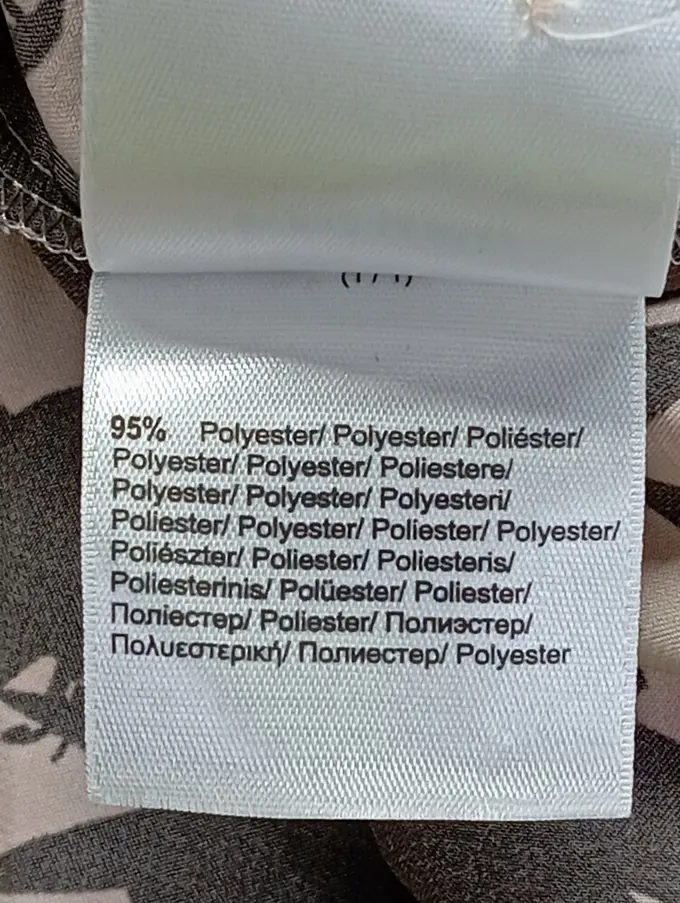 95% Polyester/ Polyester/ Poliéster/
Polyester/ Polyester/ Poliestere/
Polyester/ Polyester/ Polyesteri/
Poliester/ Polyester/ Poliester/ Polyester/
Poliészter/ Poliester/ Poliesteris/
Poliesterinis/ Polüester/ Poliester/
Поліестер/ Poliester/ Полиэстер/
Πολυεστερική/ Полиестер/ Polyester